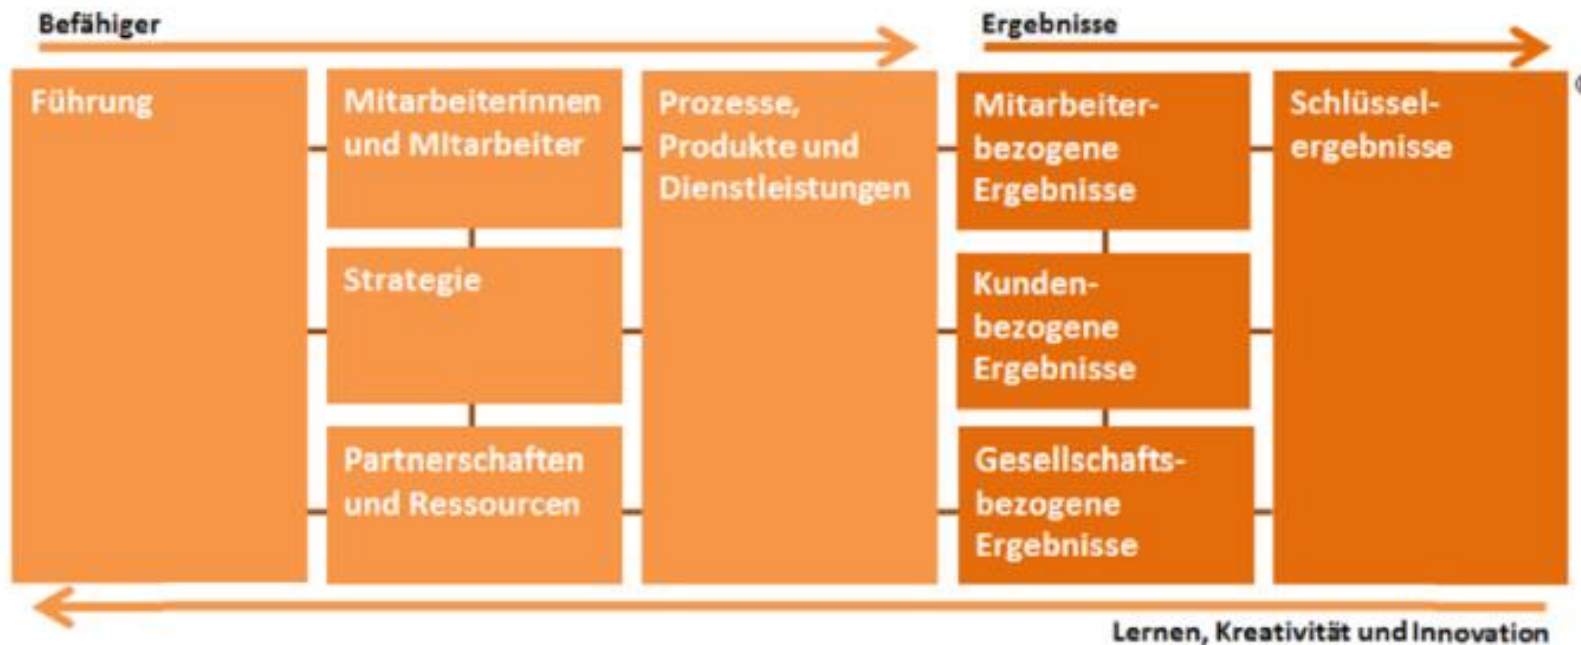 Befähiger
Ergebnisse
Führung
Mitarbeiterinnen
und MItarbeiter
Prozesse,
Produkte und
Dienstleistungen
Mitarbeiter-
bezogene
Ergebnisse
Schlüssel-
ergebnisse
Strategie
Kunden-
bezogene
Ergebnisse
Partnerschaften
und Ressourcen
Gesellschafts-
bezogene
Ergebnisse
Lernen, Kreativität und Innovation